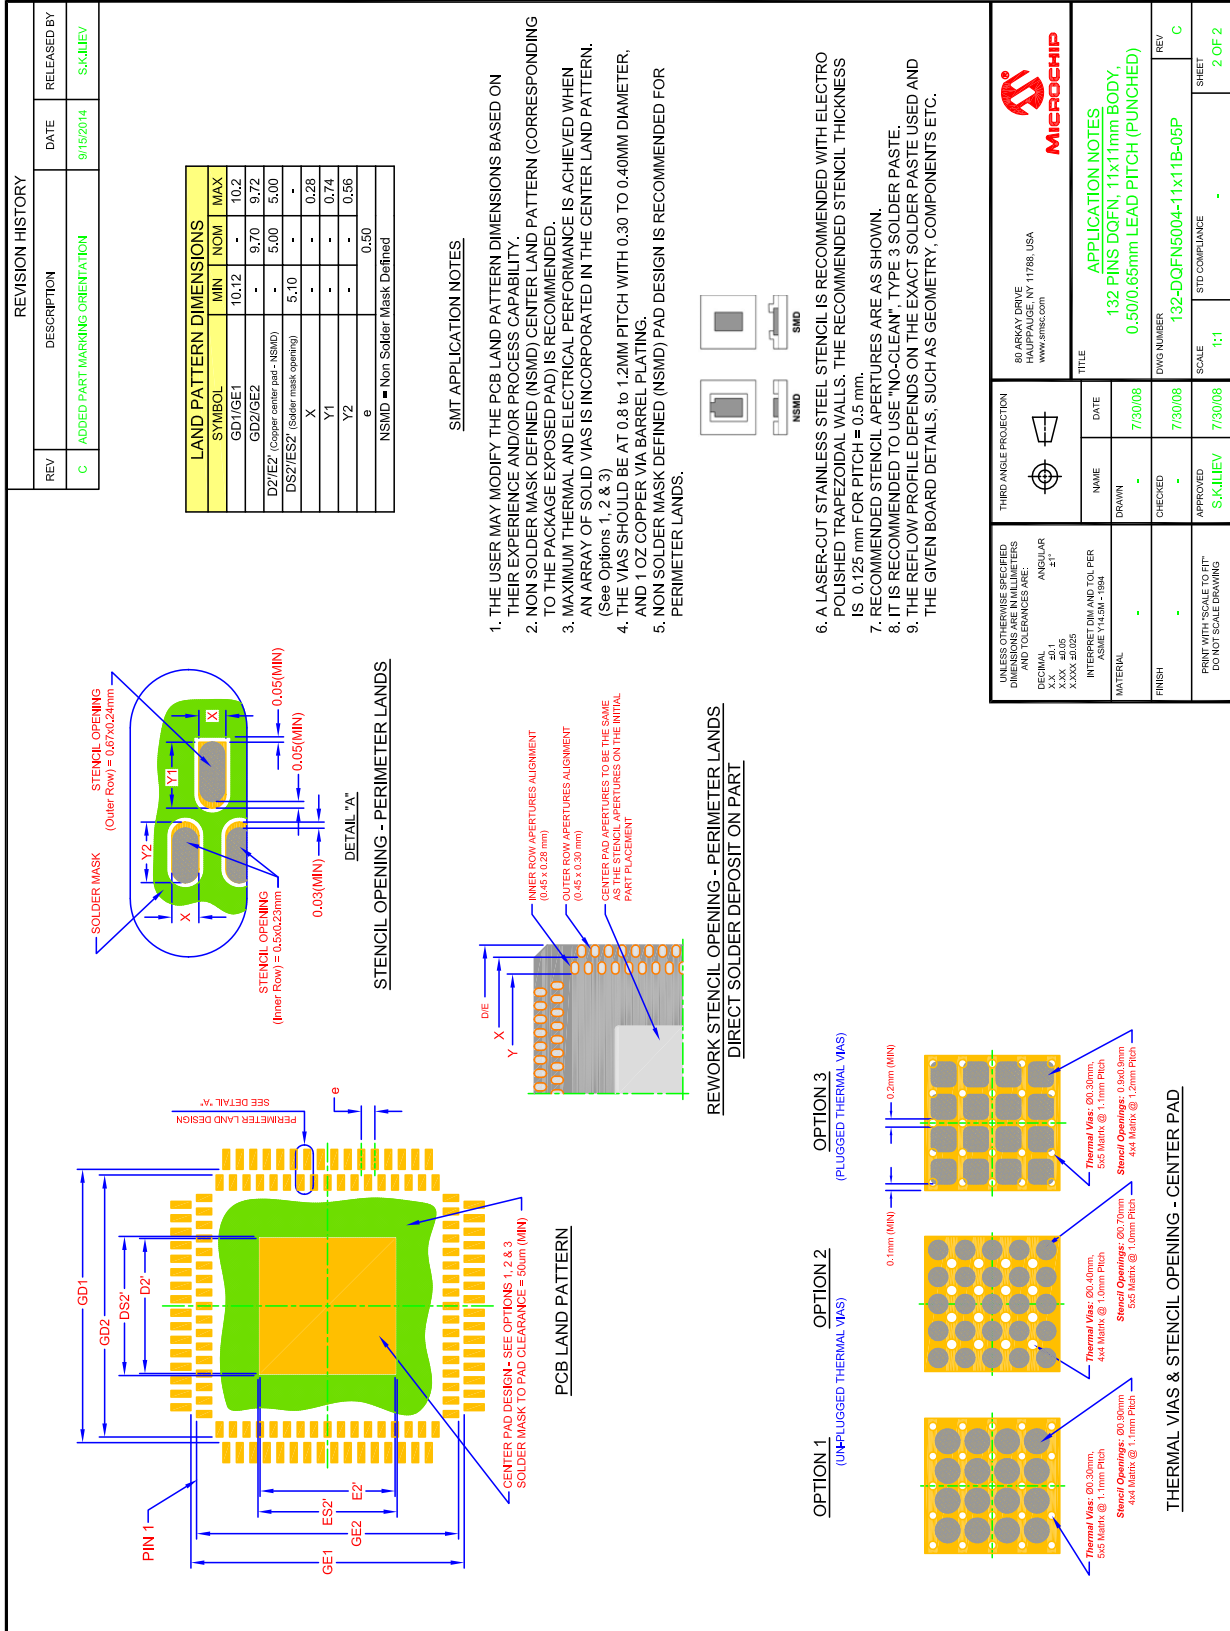 REVISION HISTORY
REV DESCRIPTION DATE RELEASED BY
C ADDED PART MARKING ORIENTATION 9/15/2014 S.K.ILIEV
LAND PATTERN DIMENSIONS
SYMBOL MIN NOM MAX
GD1/GE1 10.12 - 10.2
GD2/GE2 - 9.70 9.72
D2'/E2' (Copper center pad - NSMD) - 5.00 5.00
DS2'/ES2' (Solder mask opening) 5.10 - -
X - - 0.28
Y1 - - 0.74
Y2 - - 0.56
e 0.50
NSMD = Non Solder Mask Defined
SMT APPLICATION NOTES
1. THE USER MAY MODIFY THE PCB LAND PATTERN DIMENSIONS BASED ON
THEIR EXPERIENCE AND/OR PROCESS CAPABILITY.
2. NON SOLDER MASK DEFINED (NSMD) CENTER LAND PATTERN (CORRESPONDING
TO THE PACKAGE EXPOSED PAD) IS RECOMMENDED.
3. MAXIMUM THERMAL AND ELECTRICAL PERFORMANCE IS ACHIEVED WHEN
AN ARRAY OF SOLID VIAS IS INCORPORATED IN THE CENTER LAND PATTERN.
(See Options 1, 2 & 3)
4. THE VIAS SHOULD BE AT 0.8 to 1.2MM PITCH WITH 0.30 TO 0.40MM DIAMETER,
AND 1 OZ COPPER VIA BARREL PLATING.
5. NON SOLDER MASK DEFINED (NSMD) PAD DESIGN IS RECOMMENDED FOR
PERIMETER LANDS.
NSMD
SMD
6. A LASER-CUT STAINLESS STEEL STENCIL IS RECOMMENDED WITH ELECTRO
POLISHED TRAPEZOIDAL WALLS. THE RECOMMENDED STENCIL THICKNESS
IS 0.125 mm FOR PITCH = 0.5 mm.
7. RECOMMENDED STENCIL APERTURES ARE AS SHOWN.
8. IT IS RECOMMENDED TO USE "NO-CLEAN", TYPE 3 SOLDER PASTE.
9. THE REFLOW PROFILE DEPENDS ON THE EXACT SOLDER PASTE USED AND
THE GIVEN BOARD DETAILS, SUCH AS GEOMETRY, COMPONENTS ETC.
SOLDER MASK
STENCIL OPENING
(Outer Row) = 0.67x0.24mm
Y2
Y1
X
X
0.05(MIN)
0.05(MIN)
0.03(MIN)
STENCIL OPENING
(Inner Row) = 0.5x0.23mm
DETAIL "A"
STENCIL OPENING - PERIMETER LANDS
D/E
X
Y
INNER ROW APERTURES ALIGNMENT
(0.45 x 0.28 mm)
OUTER ROW APERTURES ALIGNMENT
(0.45 x 0.30 mm)
CENTER PAD APERTURES TO BE THE SAME
AS THE STENCIL APERTURES ON THE INITIAL
PART PLACEMENT
REWORK STENCIL OPENING - PERIMETER LANDS
DIRECT SOLDER DEPOSIT ON PART
GD1
GD2
DS2'
D2'
PIN 1
GE1
GE2
ES2'
E2'
PERIMETER LAND DESIGN
SEE DETAIL "A"
e
CENTER PAD DESIGN - SEE OPTIONS 1, 2 & 3
SOLDER MASK TO PAD CLEARANCE = 50um (MIN)
PCB LAND PATTERN
OPTION 1
OPTION 2
(UN-PLUGGED THERMAL VIAS)
OPTION 3
(PLUGGED THERMAL VIAS)
0.1mm (MIN)
0.2mm (MIN)
Thermal Vias: Ø0.30mm,
5x5 Matrix @ 1.1mm Pitch
Stencil Openings: Ø0.90mm
4x4 Matrix @ 1.1mm Pitch
Thermal Vias: Ø0.40mm,
4x4 Matrix @ 1.0mm Pitch
Stencil Openings: Ø0.70mm
5x5 Matrix @ 1.0mm Pitch
Thermal Vias: Ø0.30mm,
5x5 Matrix @ 1.1mm Pitch
Stencil Openings: 0.9x0.9mm
4x4 Matrix @ 1.2mm Pitch
THERMAL VIAS & STENCIL OPENING - CENTER PAD
UNLESS OTHERWISE SPECIFIED
DIMENSIONS ARE IN MILLIMETERS
AND TOLERANCES ARE:
DECIMAL ANGULAR
X.X ±0.1 ±1°
X.XX ±0.05
X.XXX ±0.025
INTERPRET DIM AND TOL PER
ASME Y14.5M - 1994
MATERIAL
-
FINISH
-
PRINT WITH "SCALE TO FIT"
DO NOT SCALE DRAWING
THIRD ANGLE PROJECTION
NAME DATE
DRAWN
- 7/30/08
CHECKED
- 7/30/08
APPROVED
S.K.ILIEV 7/30/08
80 ARKAY DRIVE
HAUPPAUGE, NY 11788, USA
www.smsc.com
MICROCHIP
TITLE
APPLICATION NOTES
132 PINS DQFN, 11x11mm BODY,
0.50/0.65mm LEAD PITCH (PUNCHED)
DWG NUMBER
132-DQFN5004-11x11B-05P
REV
C
SCALE
1:1
STD COMPLIANCE
-
SHEET
2 OF 2